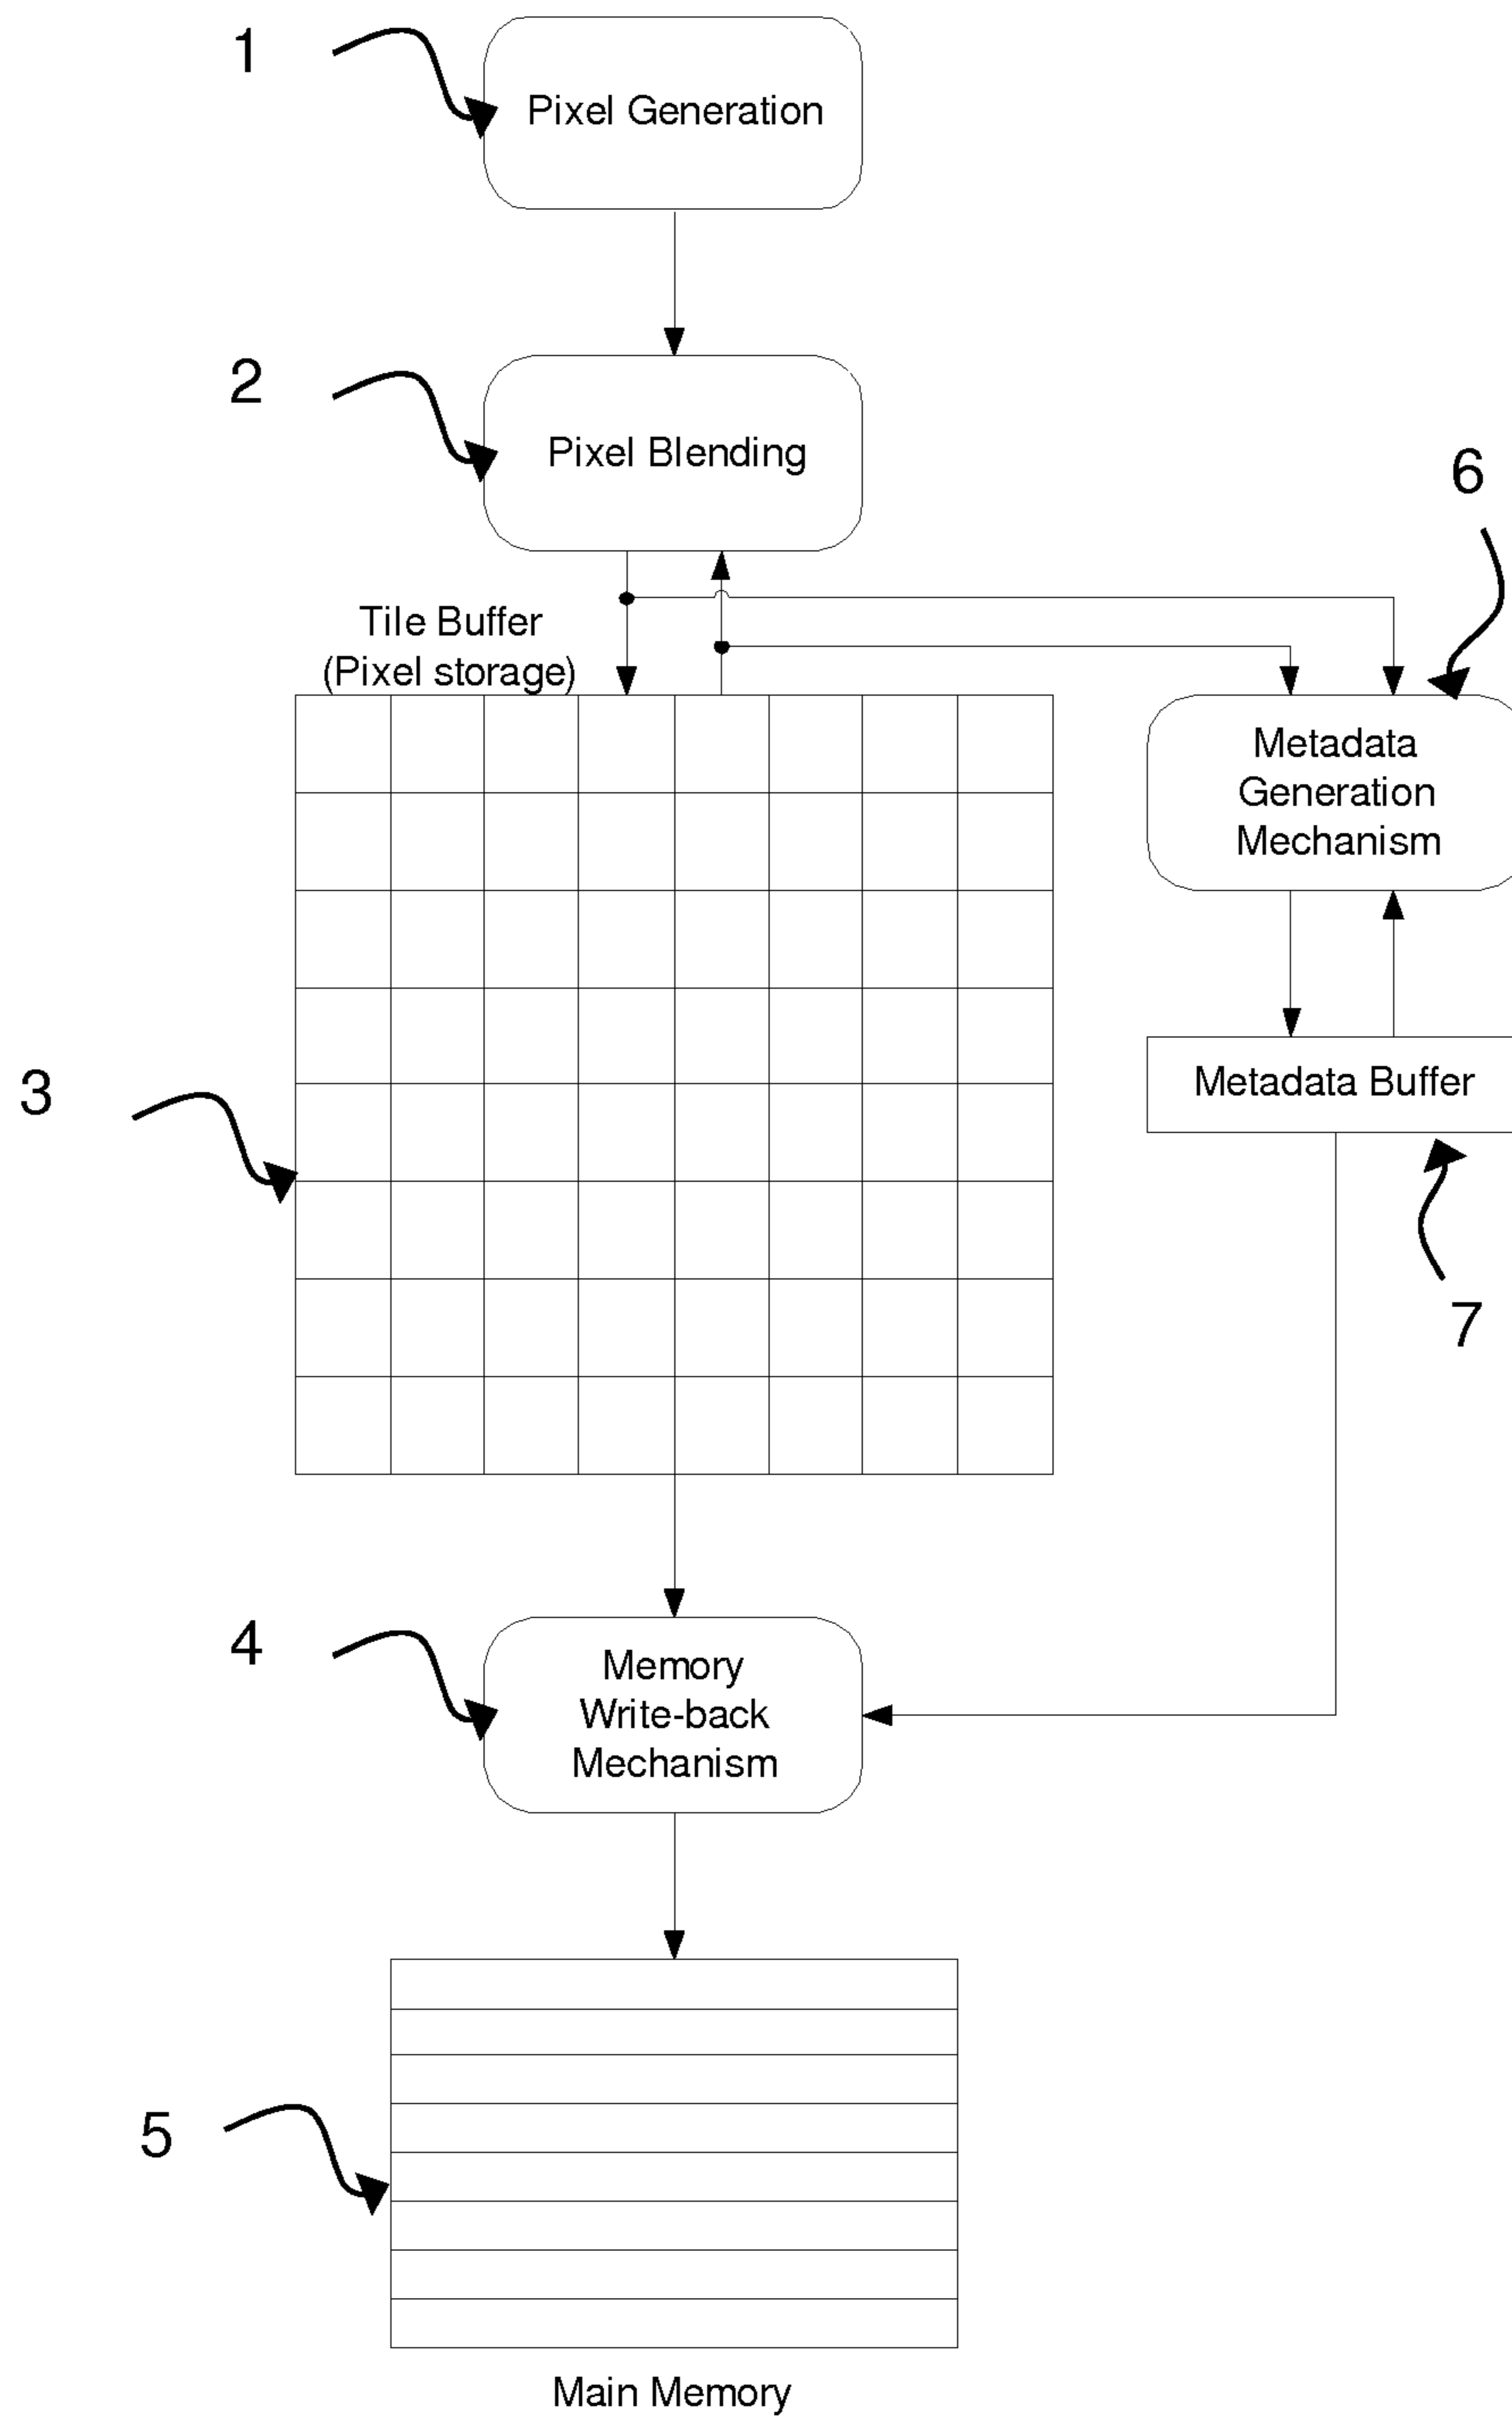 1
Pixel Generation
2
Pixel Blending
6
Tile Buffer
(Pixel storage)
Metadata
Generation
Mechanism
3
Metadata Buffer
7
4
Memory
Write-back
Mechanism
5
Main Memory